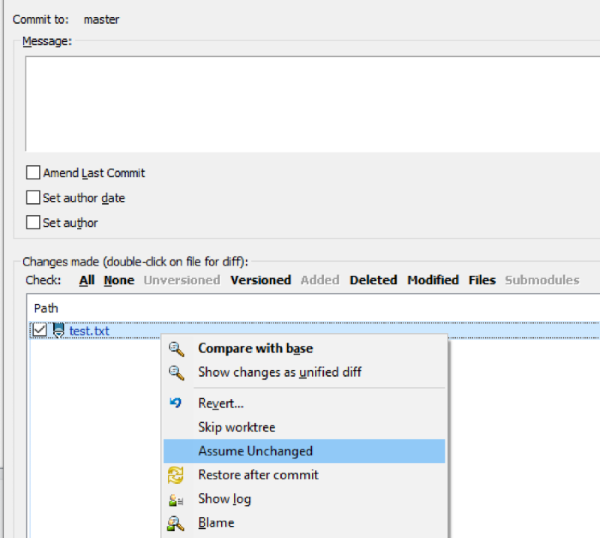 Commit to: master
Message:
Amend Last Commit
Set author date
Set author
Changes made (double-click on file for diff):
Check: All None Unversioned Versioned Added Deleted Modified Files Submodules
Path
test.txt
Compare with base
Show changes as unified diff
Revert...
Skip worktree
Assume Unchanged
Restore after commit
Show log
Blame